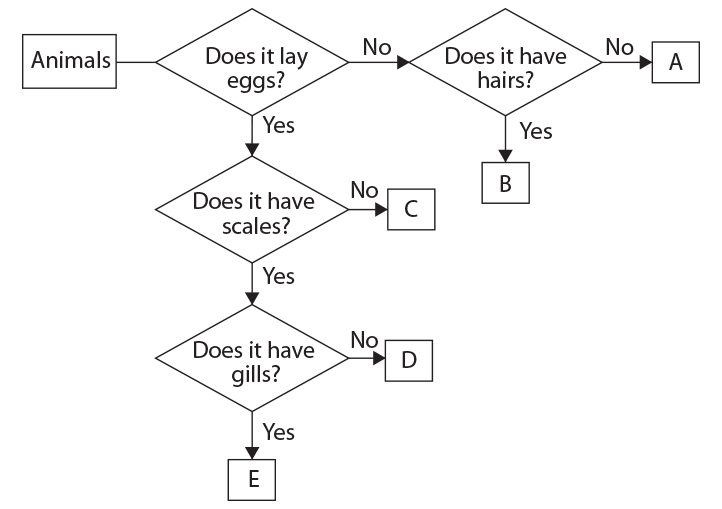 Animals
Does it lay
eggs?
No
Does it have
hairs?
No
A
Yes
B
Yes
Does it have
scales?
No
C
Yes
Does it have
gills?
No
D
Yes
E